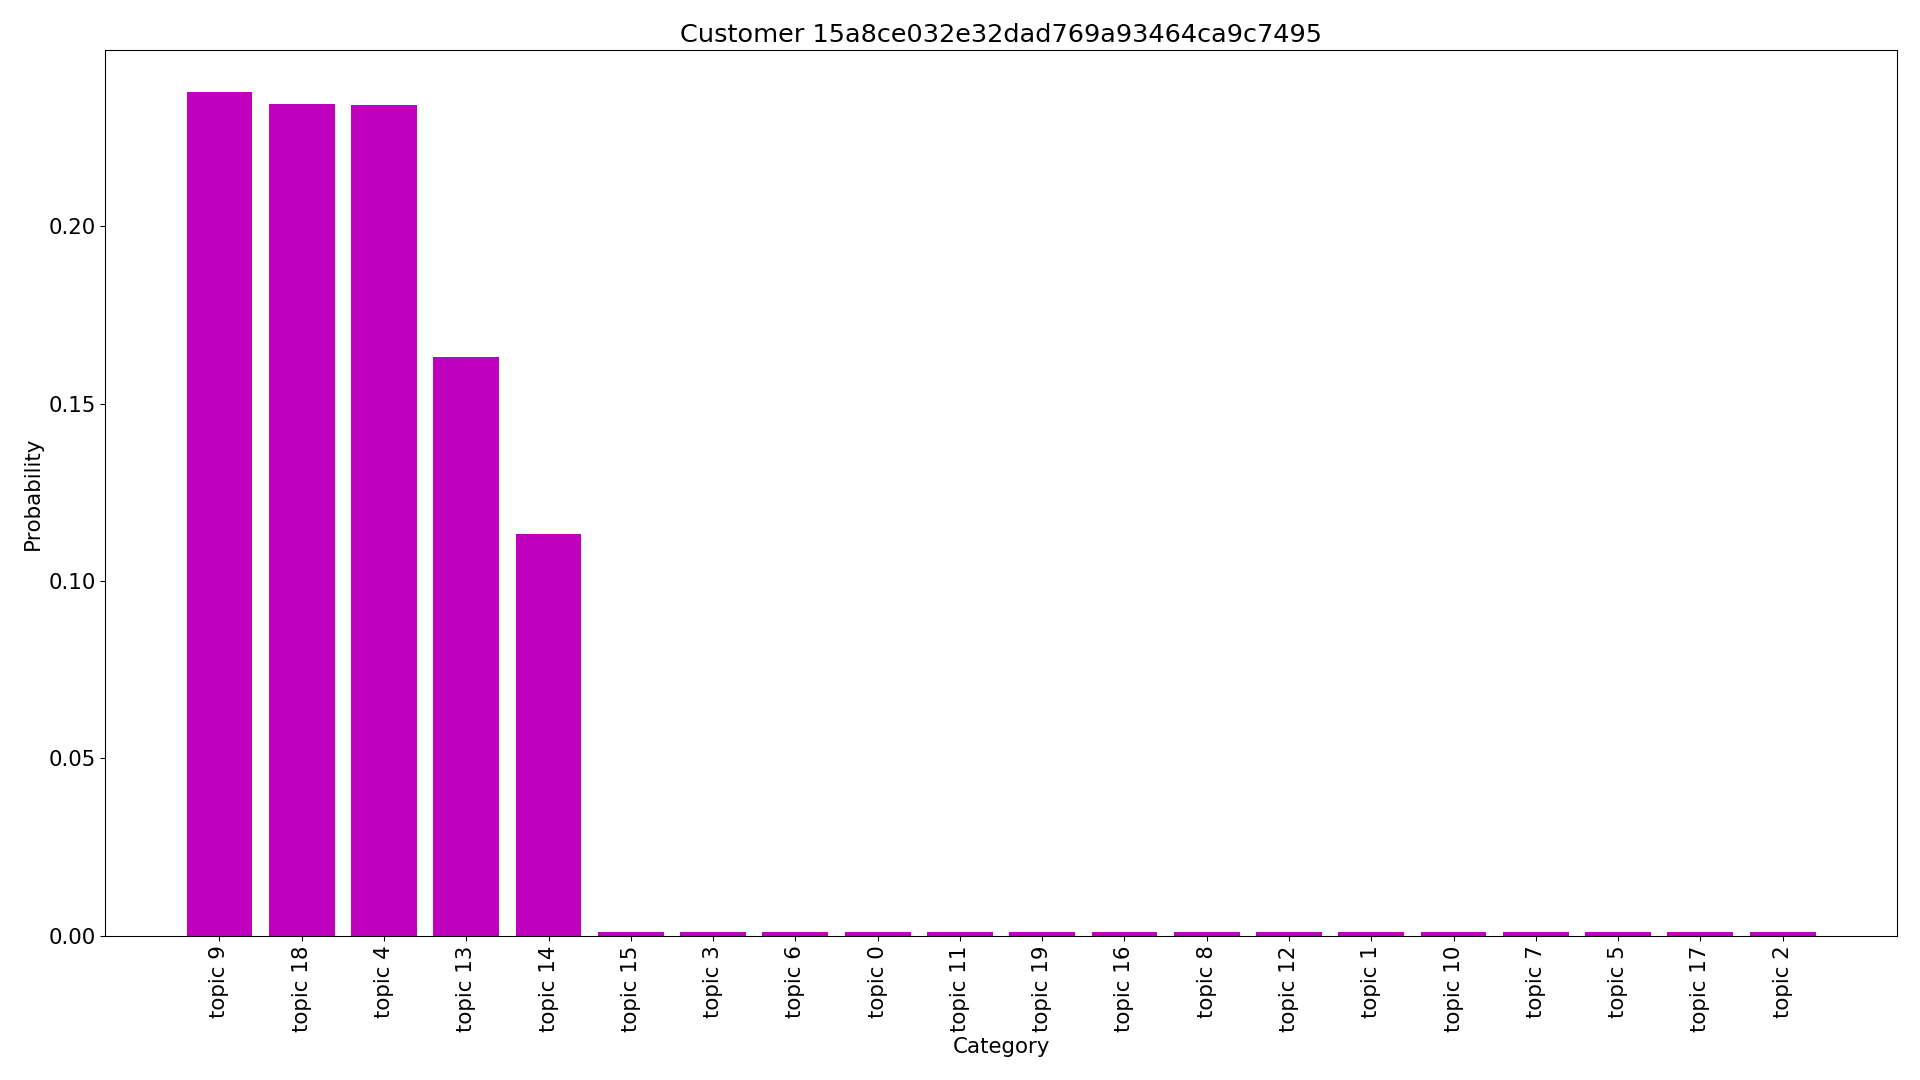 Customer 15a8ce032e32dad769a93464ca9c7495
Probability
0.20
0.15
0.10
0.05
0.00
topic 9
topic 18
topic 4
topic 13
topic 14
topic 15
topic 3
topic 6
topic 0
topic 11
topic 19
topic 16
topic 8
topic 12
topic 1
topic 10
topic 7
topic 5
topic 17
topic 2
Category